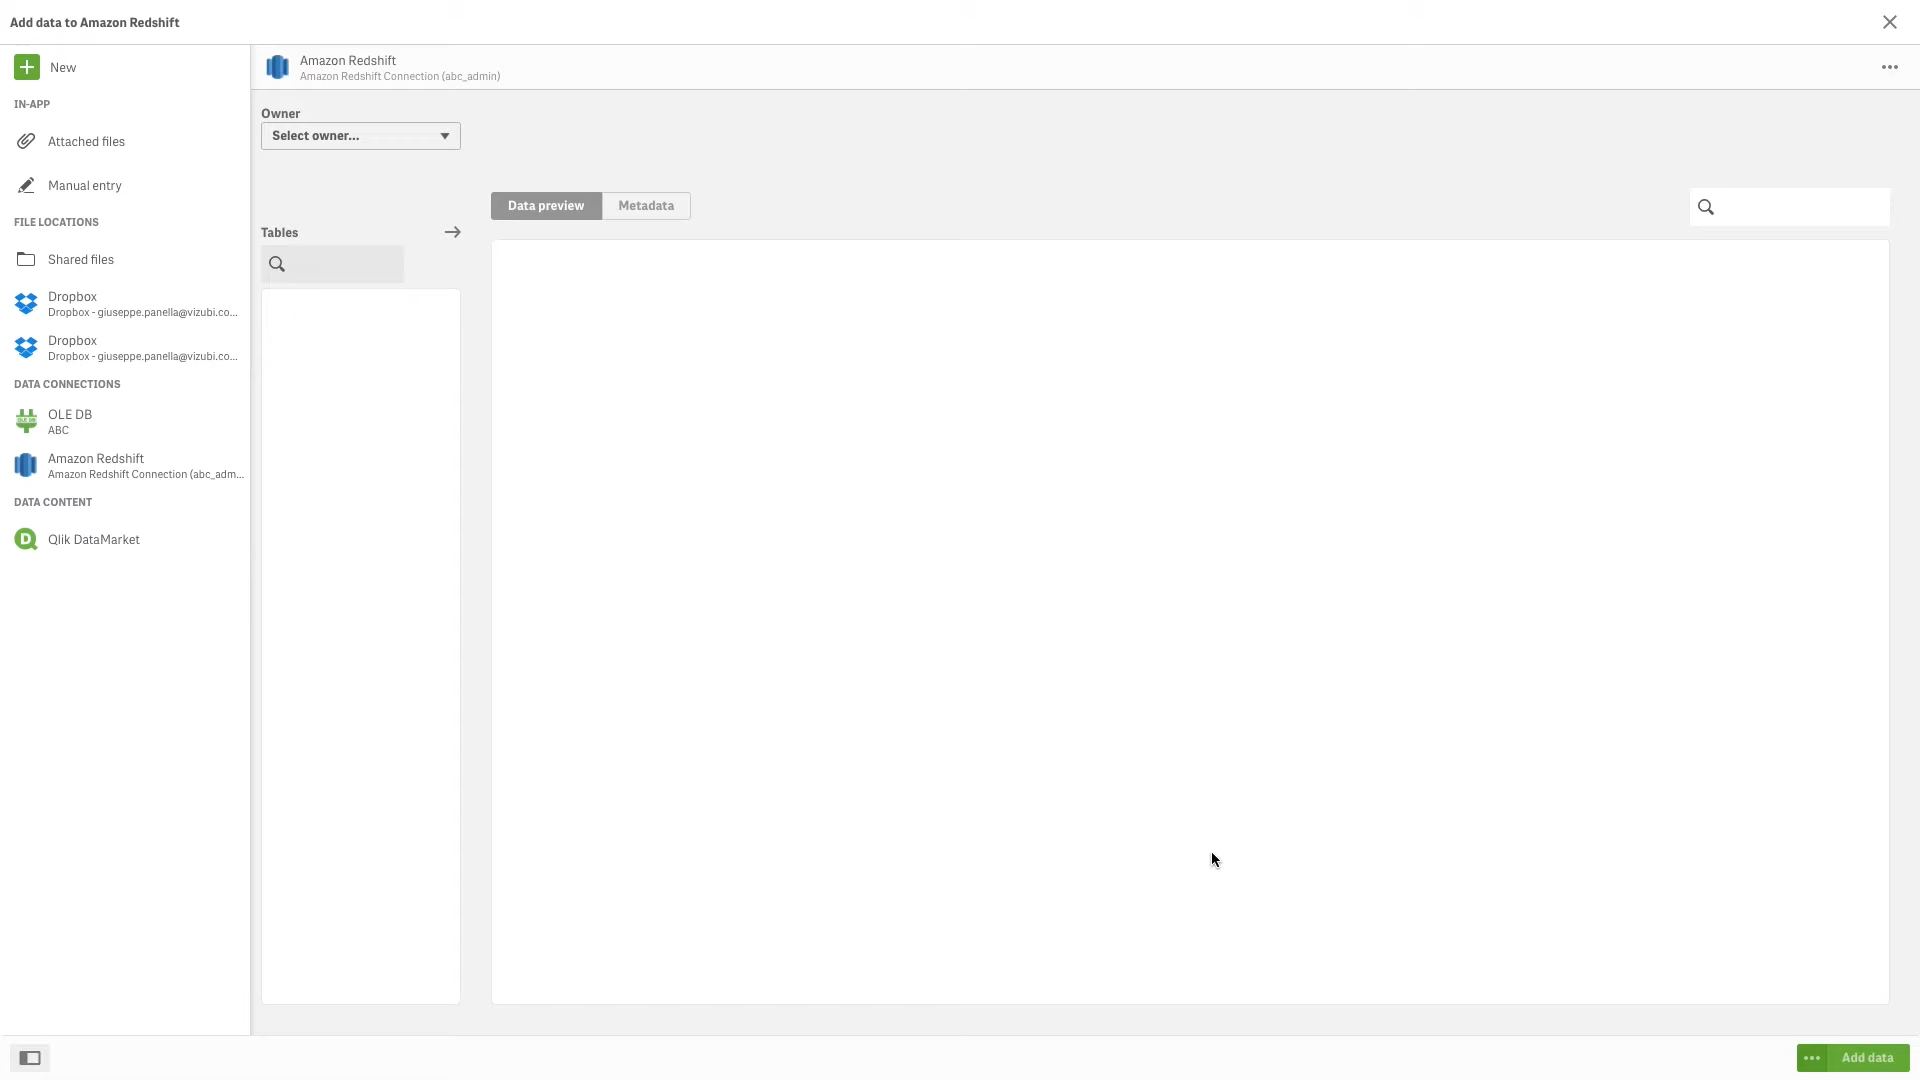 Add data to Amazon Redshift
New
IN-APP
Attached files
Manual entry
FILE LOCATIONS
Shared files
Dropbox
Dropbox - giuseppe.panella@vizubi.co...
Dropbox
Dropbox - giuseppe.panella@vizubi.co...
DATA CONNECTIONS
OLE DB
ABC
Amazon Redshift
Amazon Redshift Connection (abc_adm...
DATA CONTENT
Qlik DataMarket
Amazon Redshift
Amazon Redshift Connection (abc_admin)
Owner
Select owner...
Data preview
Metadata
Tables
Add data